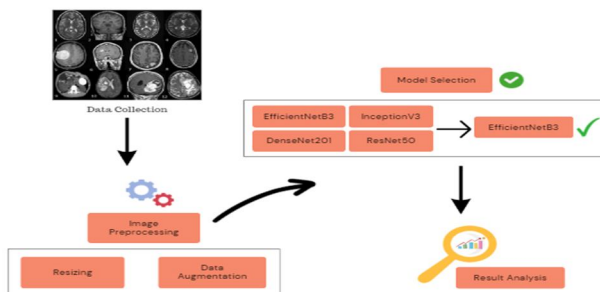 Data Collection
Image
Preprocessing
Resizing
Data
Augmentation
Model Selection
EfficientNetB3
InceptionV3
DenseNet201
ResNet50
EfficientNetB3
Result Analysis